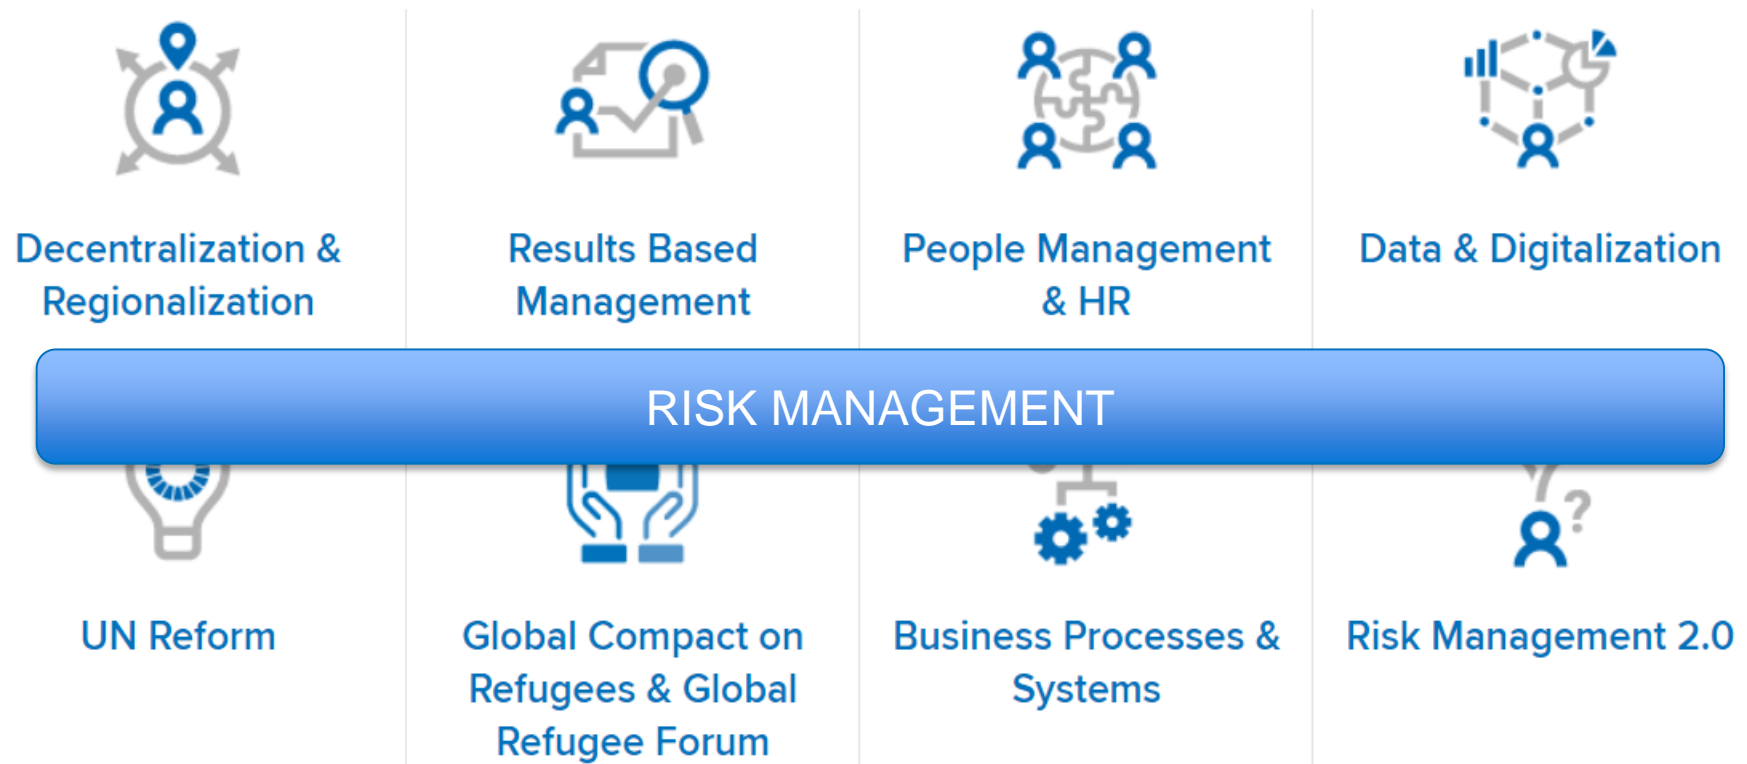 Decentralization &
Regionalization
Results Based
Management
People Management
& HR
Data & Digitalization
RISK MANAGEMENT
UN Reform
Global Compact on
Refugees & Global
Refugee Forum
Business Processes &
Systems
Risk Management 2.0
?